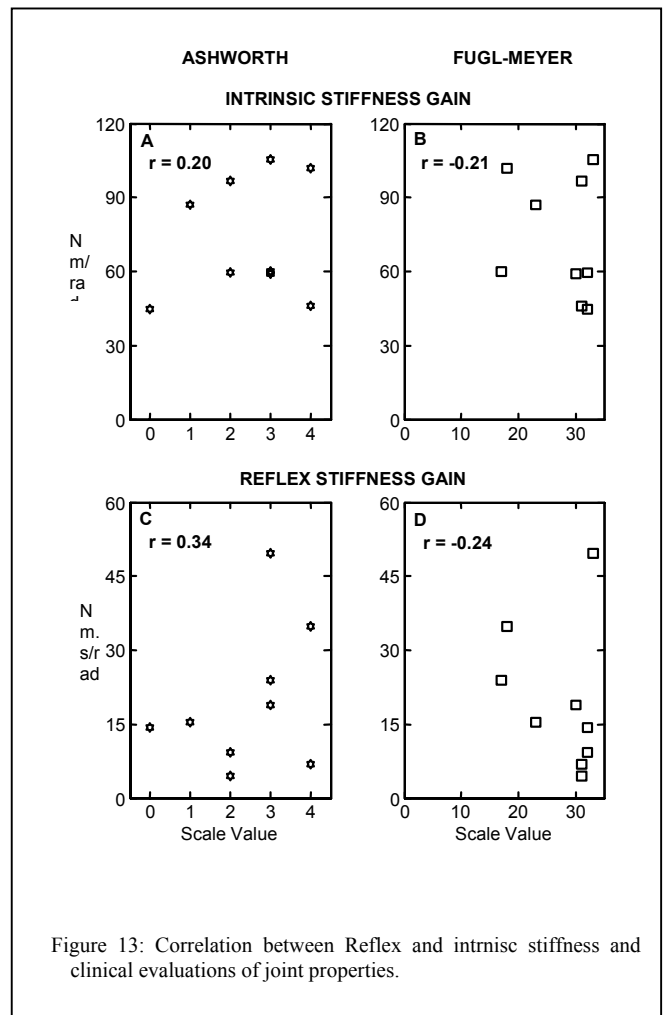 ASHWORTH FUGL-MEYER
INTRINSIC STIFFNESS GAIN
120
90
60
30
0
N
m/
ra
d
A
r = 0.20
0 1 2 3 4
120
90
60
30
0
B
r = -0.21
0 10 20 30
REFLEX STIFFNESS GAIN
60
45
30
15
0
N
m.
s/r
ad
C
r = 0.34
0 1 2 3 4
Scale Value
60
45
30
15
0
D
r = -0.24
0 10 20 30
Scale Value
Figure 13: Correlation between Reflex and intrnisc stiffness and
clinical evaluations of joint properties.